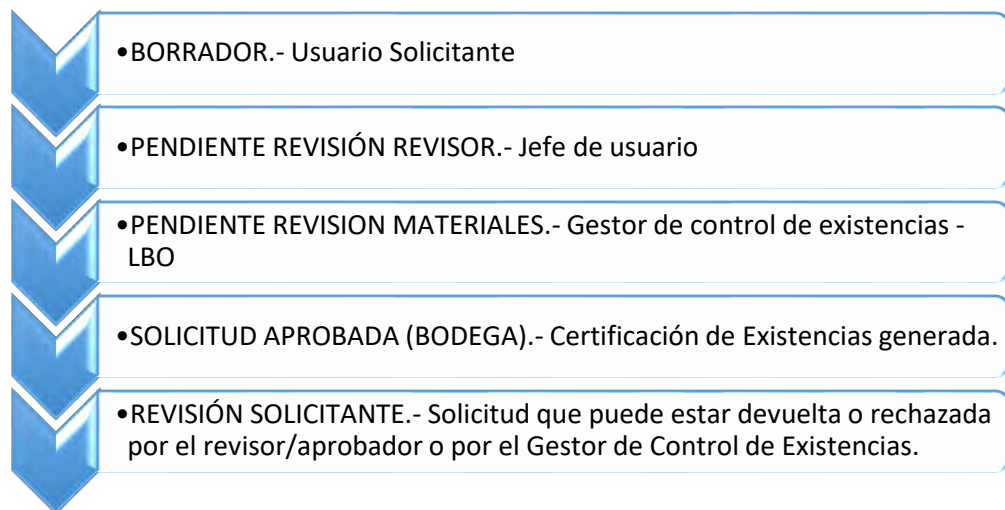 •BORRADOR.- Usuario Solicitante
•PENDIENTE REVISIÓN REVISOR.- Jefe de usuario
•PENDIENTE REVISION MATERIALES.- Gestor de control de existencias -
LBO
•SOLICITUD APROBADA (BODEGA).- Certificación de Existencias generada.
•REVISIÓN SOLICITANTE.- Solicitud que puede estar devuelta o rechazada
por el revisor/aprobador o por el Gestor de Control de Existencias.